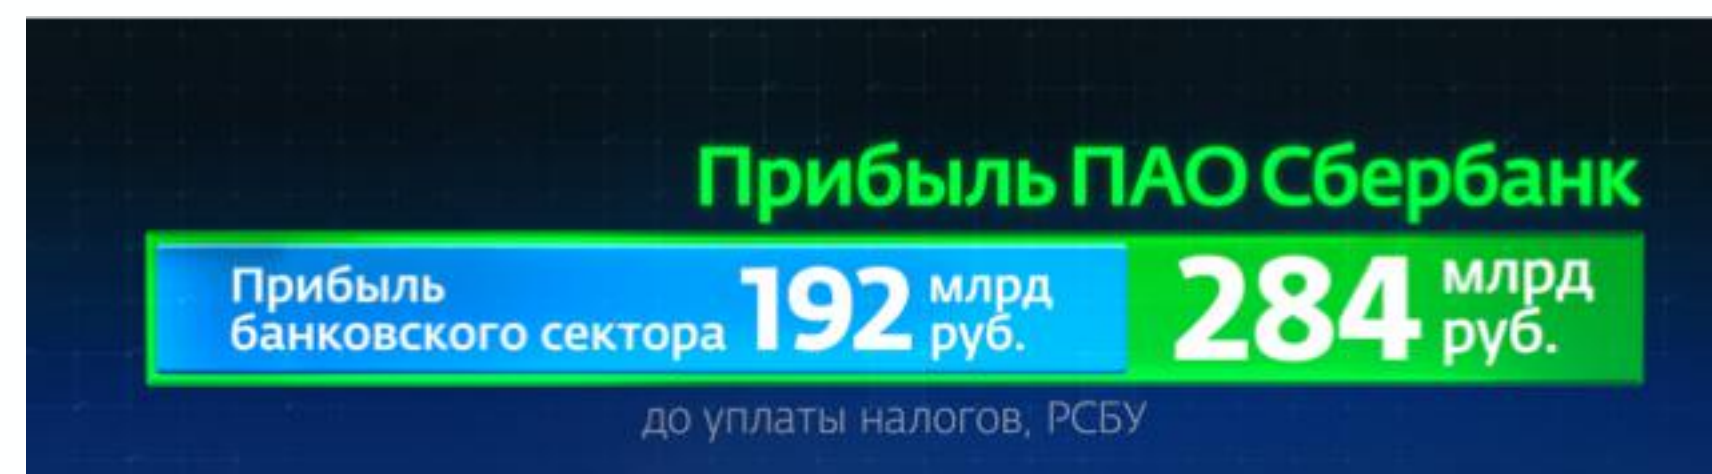 Прибыль ПАО Сбербанк
Прибыль
банковского сектора
192 млрд
руб.
284 млрд
руб.
до уплаты налогов, РСБУ